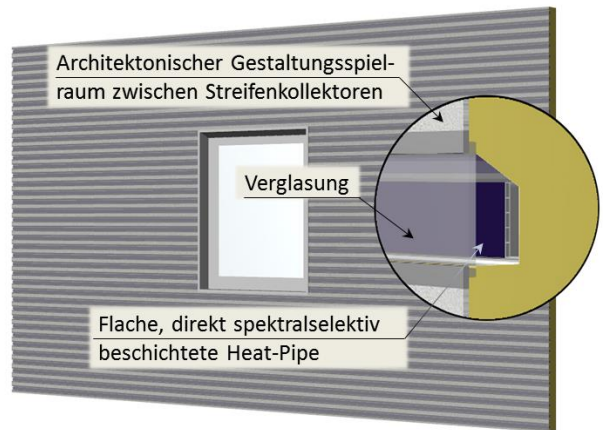 Architektonischer Gestaltungsspiel-
raum zwischen Streifenkollektoren
Verglasung
Flache, direkt spektralselektiv
beschichtete Heat-Pipe